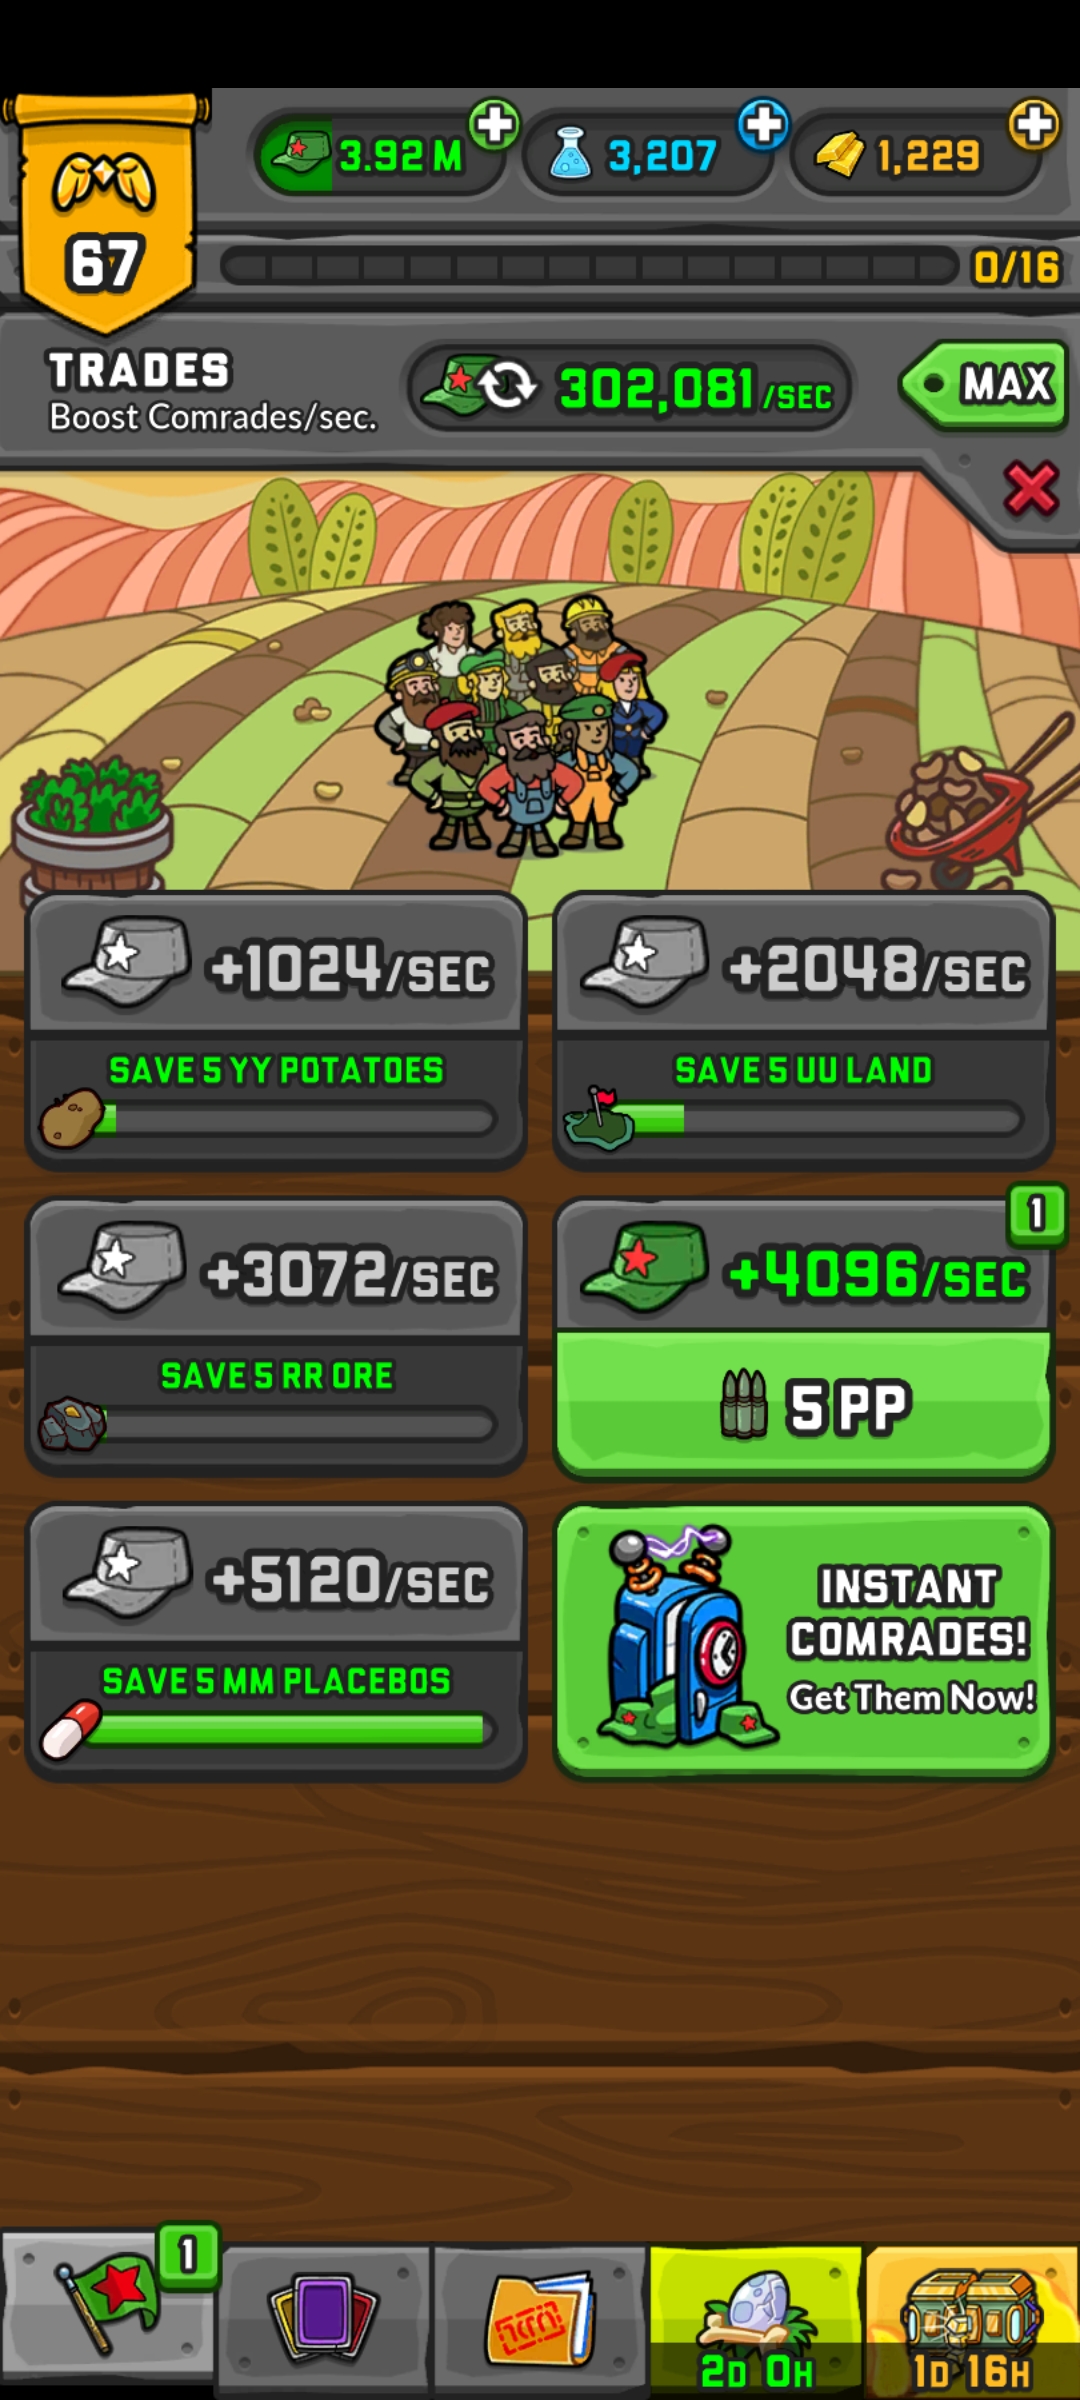 3.92 M
3,207
1,229
67
0/16
TRADES
Boost Comrades/sec.
302,081/SEC
MAX
+1024/SEC
SAVE 5 YY POTATOES
+2048/SEC
SAVE 5 UU LAND
+3072/SEC
SAVE 5 RR ORE
1
+4096/SEC
5 PP
+5120/SEC
SAVE 5 MM PLACEBOS
INSTANT
COMRADES!
Get Them Now!
1
2D 0H
1D 16H